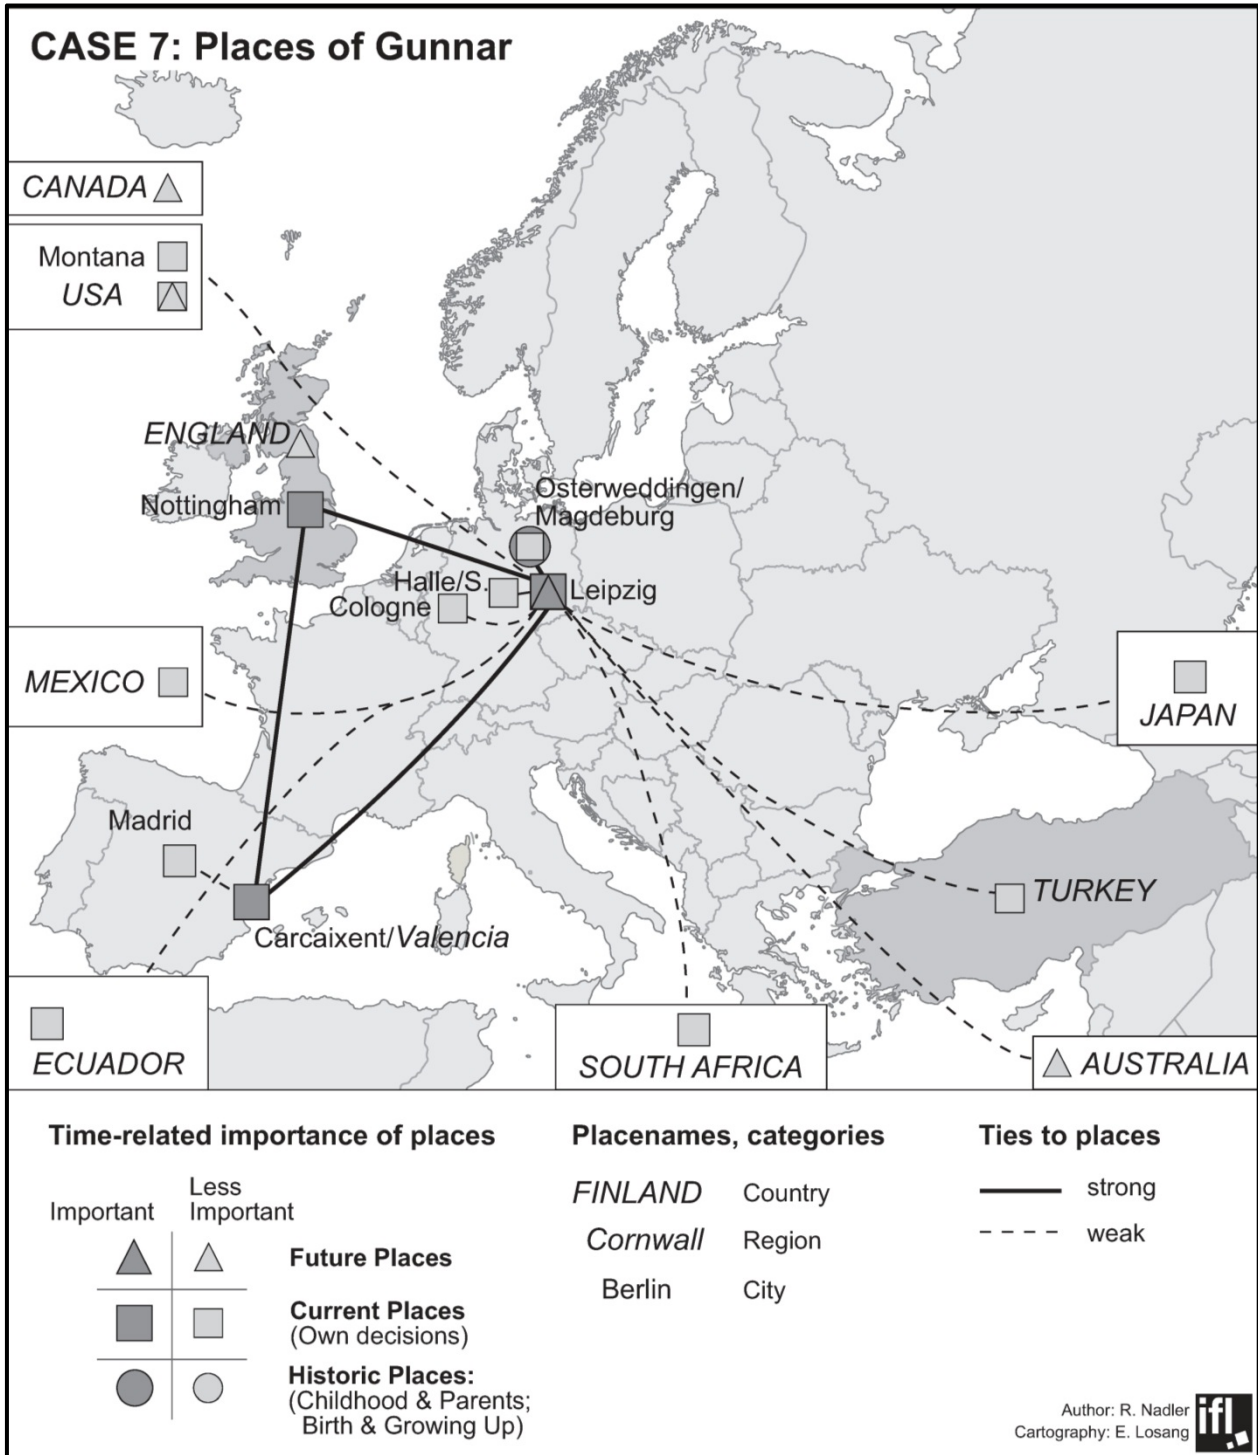 CASE 7: Places of Gunnar
CANADA
Montana
USA
ENGLAND
Nottingham
Osterweddingen/
Magdeburg
Halle/S.
Leipzig
Cologne
MEXICO
JAPAN
Madrid
TURKEY
Carcaixent/Valencia
ECUADOR
SOUTH AFRICA
AUSTRALIA
Time-related importance of places
Important
Less
Important
Future Places
Current Places
(Own decisions)
Historic Places:
(Childhood & Parents;
Birth & Growing Up)
Placenames, categories
FINLAND Country
Cornwall Region
Berlin City
Ties to places
strong
weak
Author: R. Nadler
Cartography: E. Losang
ifl